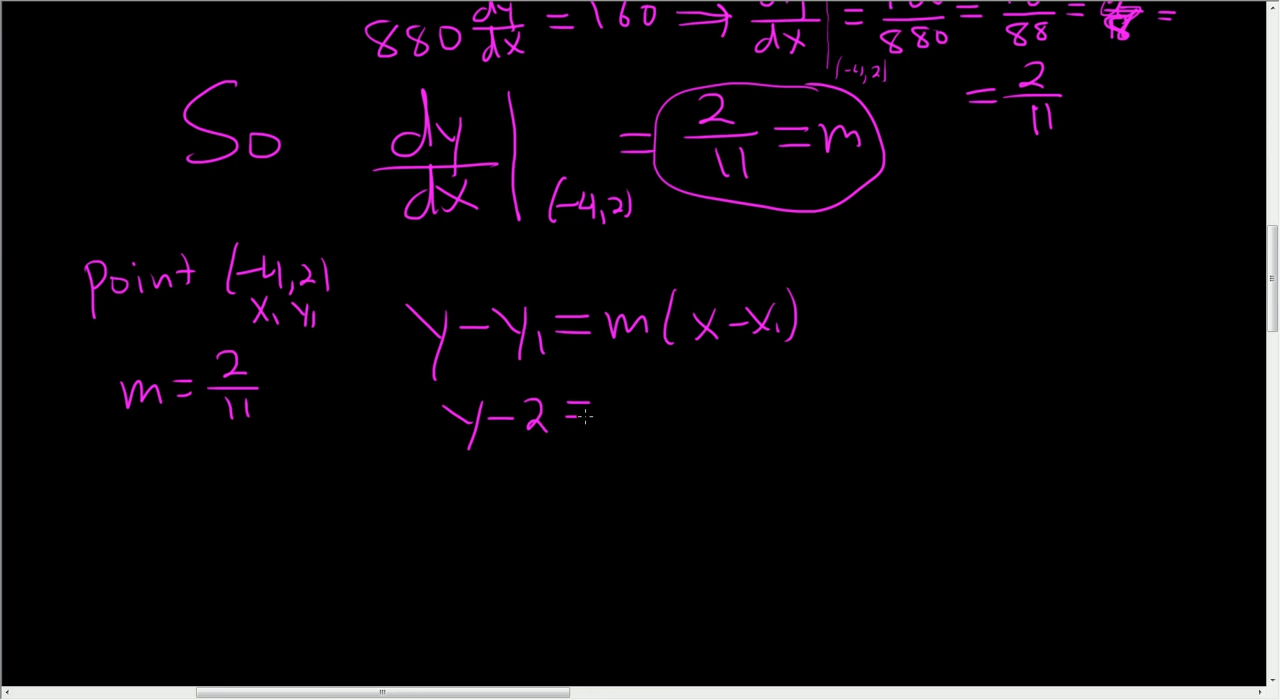 880 dy/dx = 160 → dy/dx |(-4,2) = 160/880 = /88 = =
= 2/11
So dy/dx |(-4,2) = 2/11 = m
Point (-4,2)
x₁ y₁
y - y₁ = m(x - x₁)
m = 2/11
y - 2 =